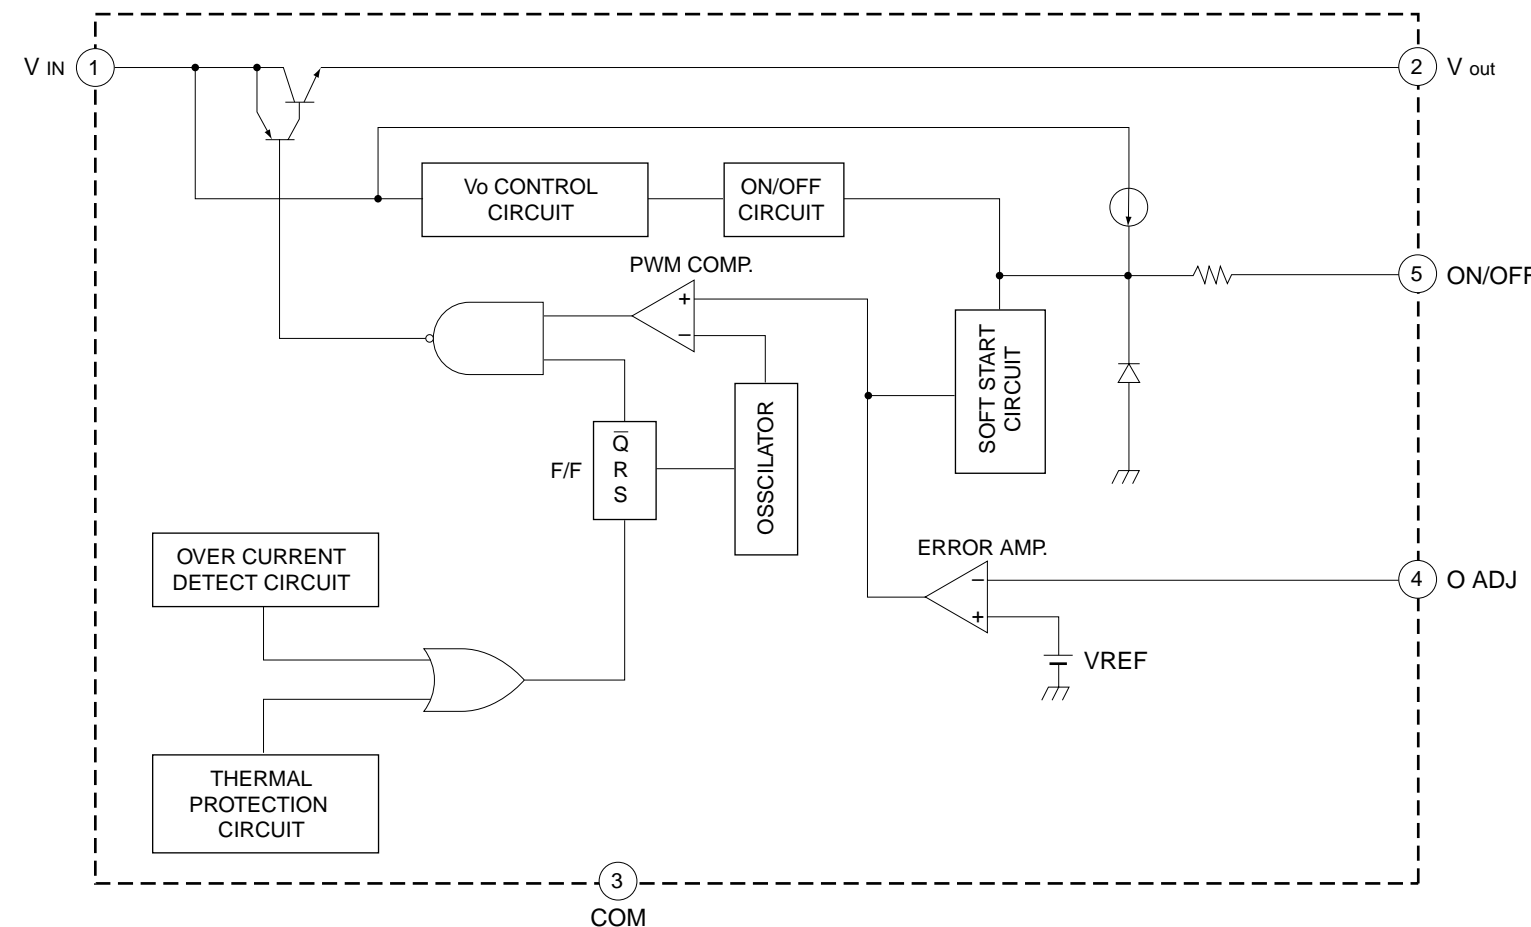 V IN
1
2
V out
Vo CONTROL
CIRCUIT
ON/OFF
CIRCUIT
PWM COMP.
+
−
5
ON/OFF
SOFT START
CIRCUIT
OSSCILATOR
F/F
Q̅
R
S
OVER CURRENT
DETECT CIRCUIT
ERROR AMP.
−
+
4
O ADJ
VREF
THERMAL
PROTECTION
CIRCUIT
3
COM